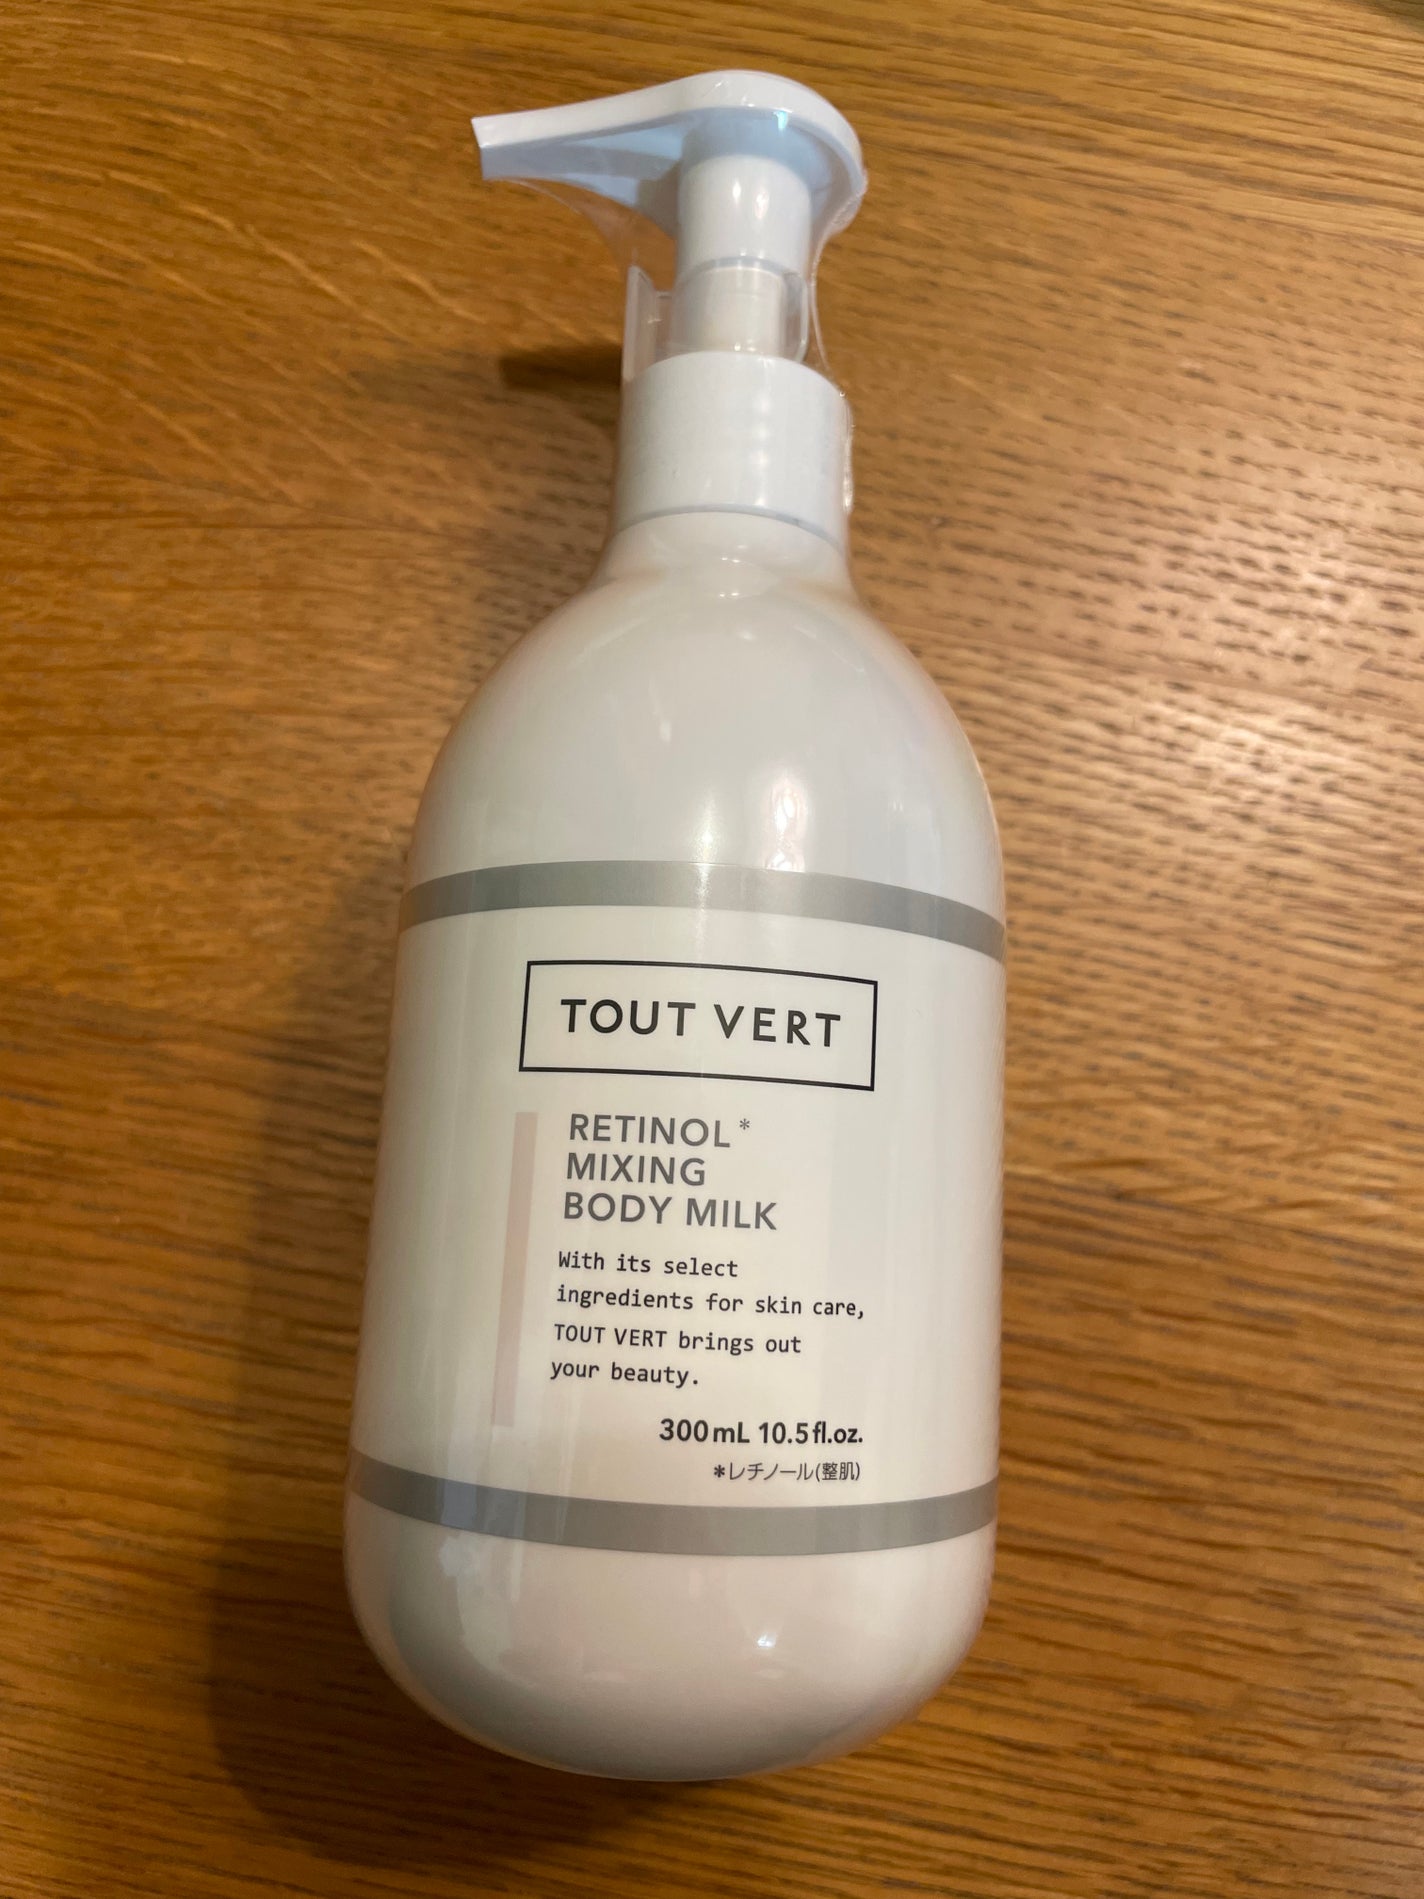 TOUT VERT
RETINOL*
MIXING
BODY MILK
With its select
ingredients for skin care,
TOUT VERT brings out
your beauty.
300mL 10.5fl.oz.
*レチノール(整肌)